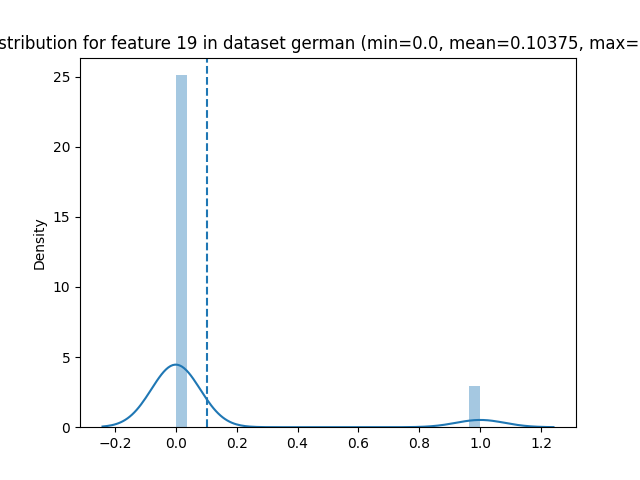 stribution for feature 19 in dataset german (min=0.0, mean=0.10375, max=
25
20
15
10
5
0
Density
−0.2 0.0 0.2 0.4 0.6 0.8 1.0 1.2